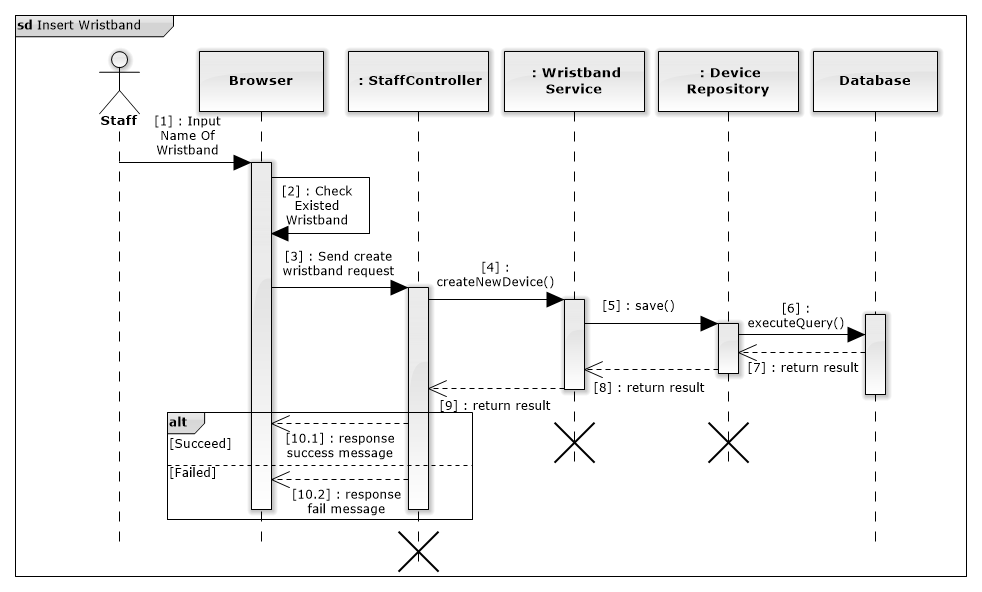 sd Insert Wristband
Browser
: StaffController
: Wristband
Service
: Device
Repository
Database
Staff
[1] : Input
Name Of
Wristband
[2] : Check
Existed
Wristband
[3] : Send create
wristband request
[4] :
createNewDevice()
[5] : save()
[6] :
executeQuery()
[7] : return result
[8] : return result
[9] : return result
alt
[Succeed]
[10.1] : response
success message
[Failed]
[10.2] : response
fail message